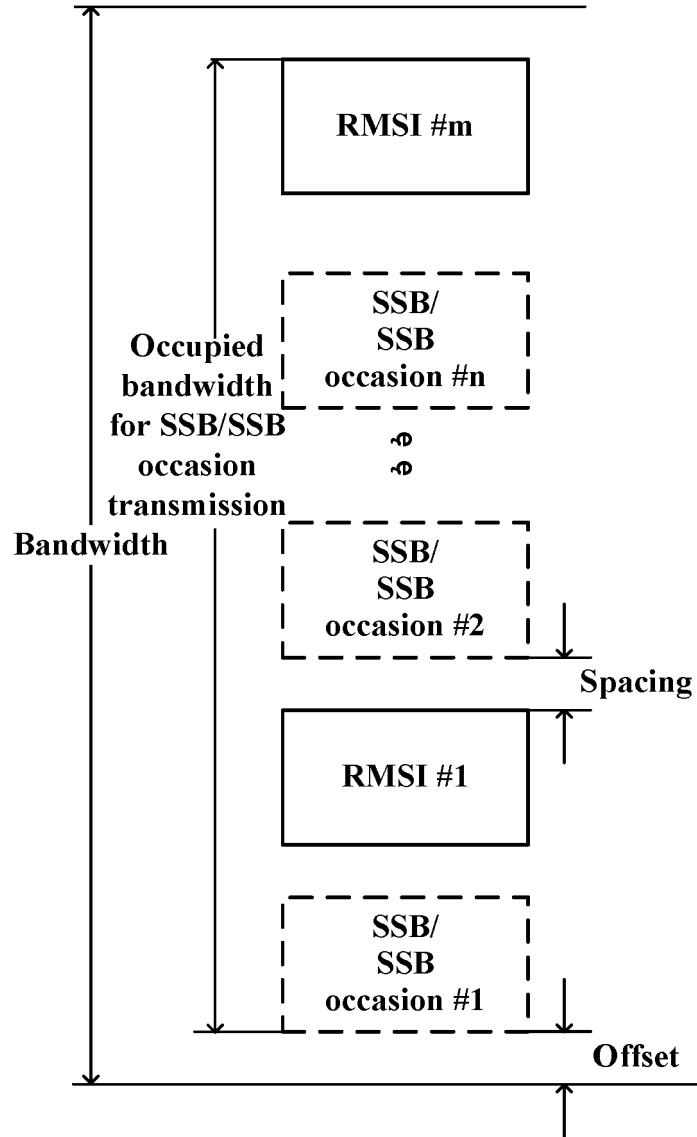 RMSI #m
SSB/
SSB
occasion #n
Occupied
bandwidth
for SSB/SSB
occasion
transmission
Bandwidth
SSB/
SSB
occasion #2
Spacing
RMSI #1
SSB/
SSB
occasion #1
Offset